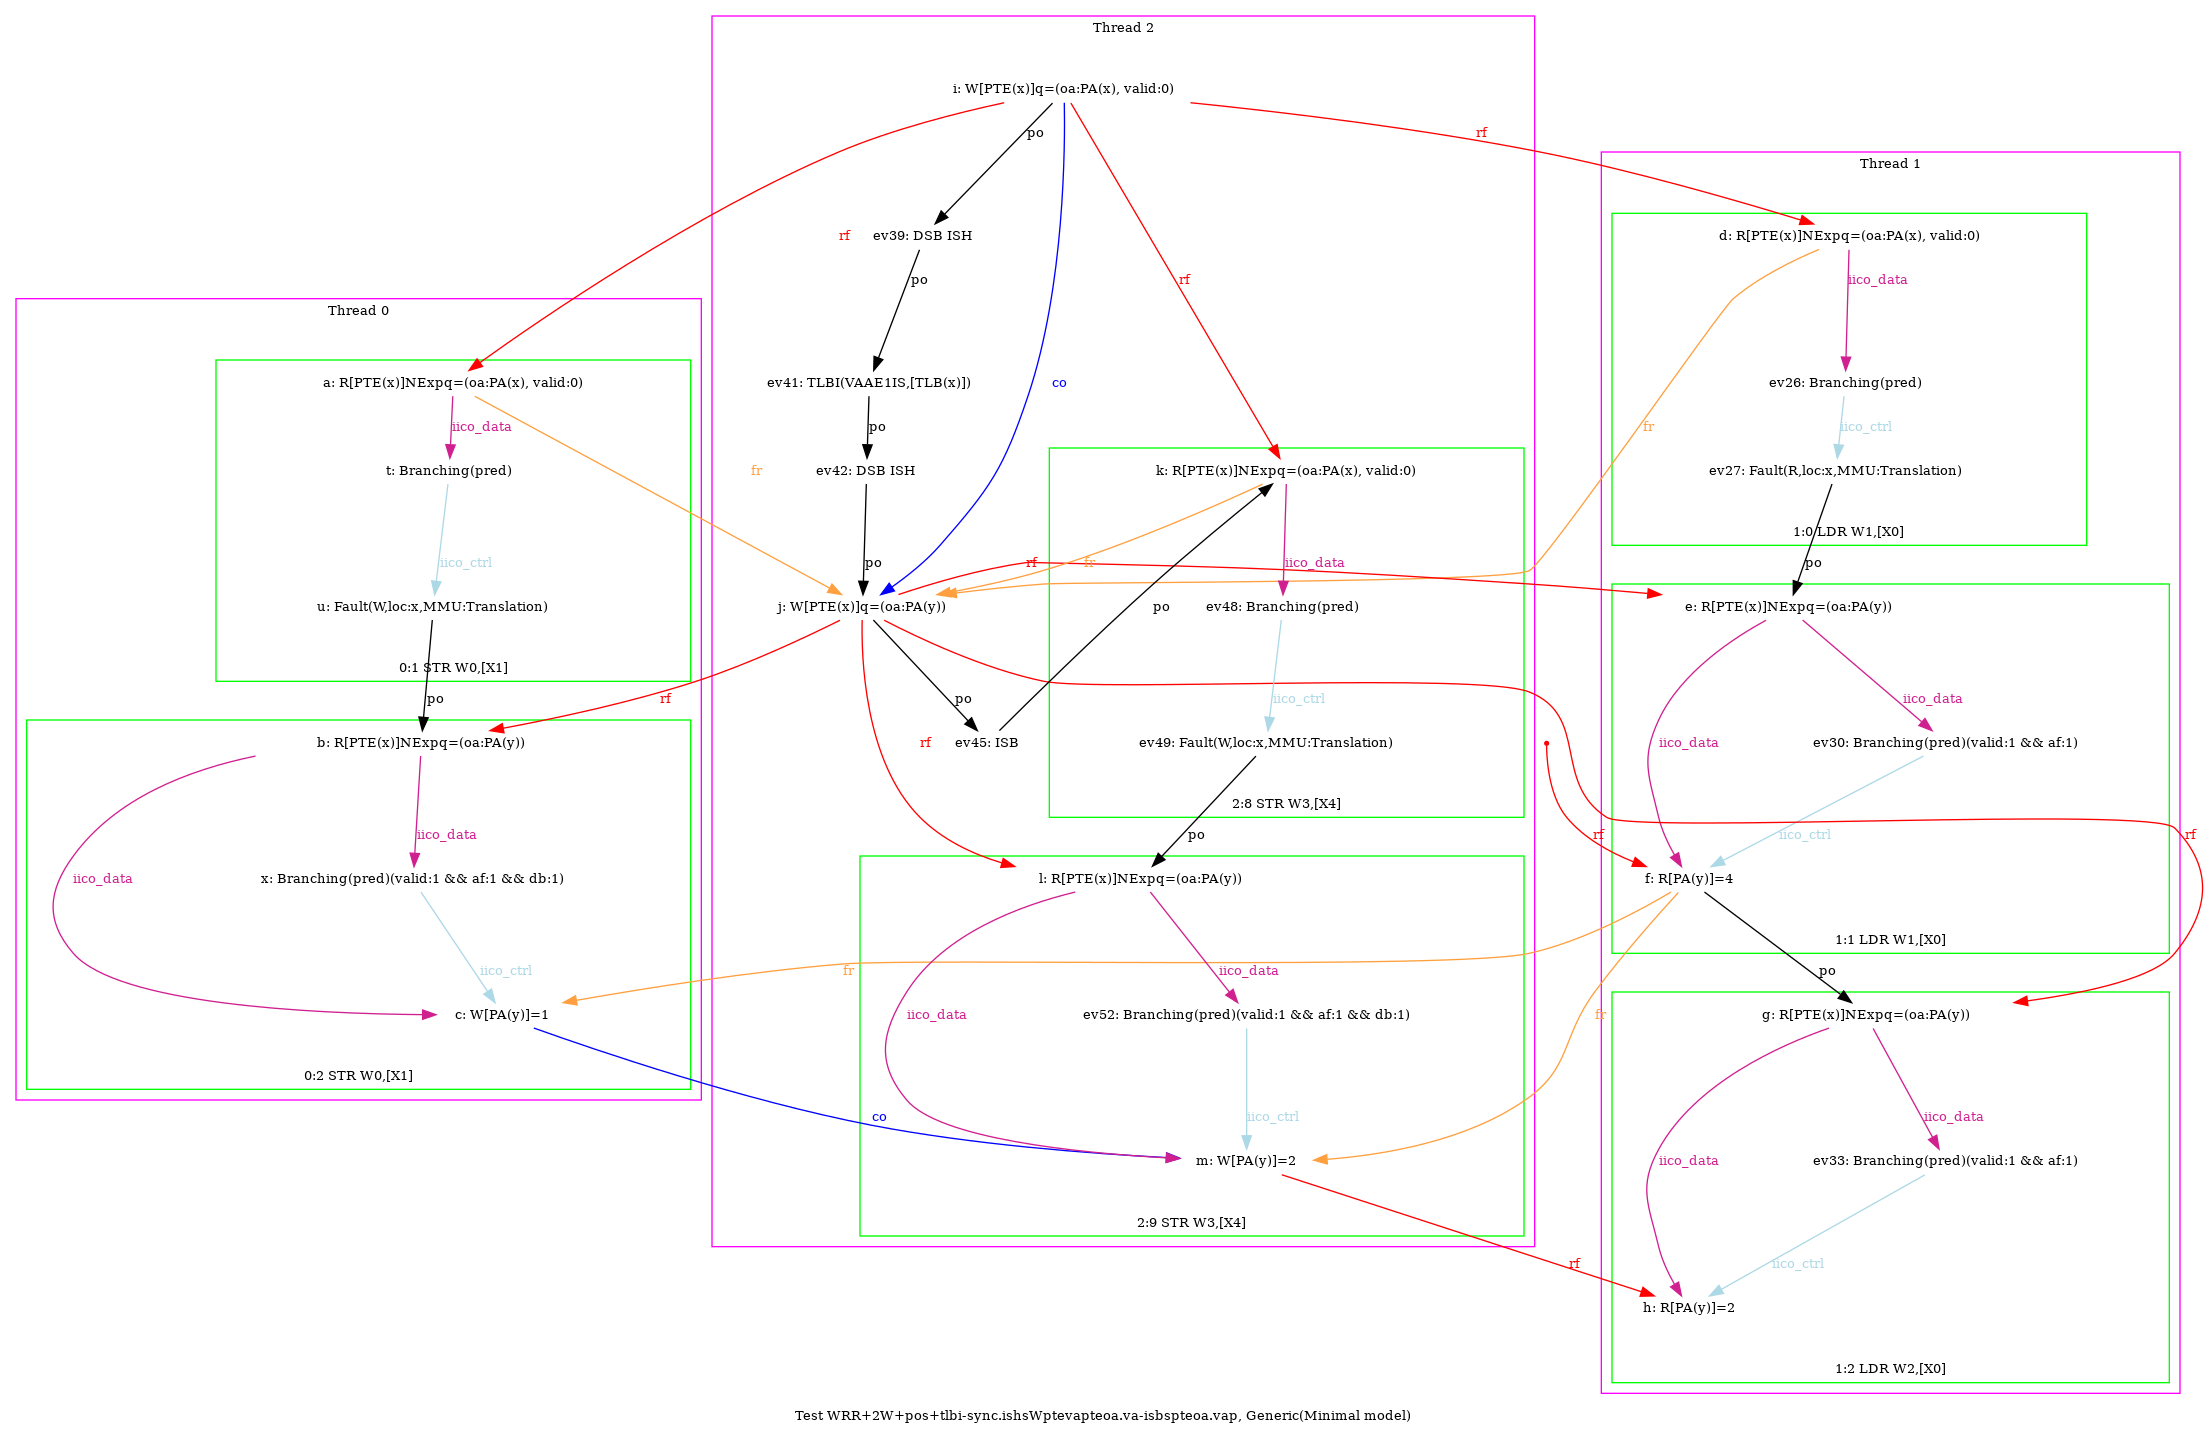 Thread 2
i: W[PTE(x)]q=(oa:PA(x), valid:0)
po
rf
Thread 1
rf
ev39: DSB ISH
d: R[PTE(x)]NExpq=(oa:PA(x), valid:0)
po
rf
iico_data
Thread 0
a: R[PTE(x)]NExpq=(oa:PA(x), valid:0)
ev41: TLBI(VAAE1IS,[TLB(x)])
co
ev26: Branching(pred)
iico_data
po
fr
iico_ctrl
t: Branching(pred)
fr
ev42: DSB ISH
k: R[PTE(x)]NExpq=(oa:PA(x), valid:0)
ev27: Fault(R,loc:x,MMU:Translation)
1:0 LDR W1,[X0]
iico_ctrl
po
rf
fr
iico_data
po
u: Fault(W,loc:x,MMU:Translation)
j: W[PTE(x)]q=(oa:PA(y))
po
ev48: Branching(pred)
e: R[PTE(x)]NExpq=(oa:PA(y))
0:1 STR W0,[X1]
po
rf
po
iico_ctrl
iico_data
b: R[PTE(x)]NExpq=(oa:PA(y))
rf
ev45: ISB
ev49: Fault(W,loc:x,MMU:Translation)
iico_data
ev30: Branching(pred)(valid:1 && af:1)
2:8 STR W3,[X4]
iico_data
po
rf
iico_ctrl
rf
iico_data
x: Branching(pred)(valid:1 && af:1 && db:1)
l: R[PTE(x)]NExpq=(oa:PA(y))
f: R[PA(y)]=4
1:1 LDR W1,[X0]
iico_ctrl
fr
iico_data
po
c: W[PA(y)]=1
iico_data
ev52: Branching(pred)(valid:1 && af:1 && db:1)
fr
g: R[PTE(x)]NExpq=(oa:PA(y))
0:2 STR W0,[X1]
co
iico_ctrl
iico_data
m: W[PA(y)]=2
iico_data
ev33: Branching(pred)(valid:1 && af:1)
2:9 STR W3,[X4]
rf
iico_ctrl
h: R[PA(y)]=2
1:2 LDR W2,[X0]
Test WRR+2W+pos+tlbi-sync.ishsWptevapteoa.va-isbspteoa.vap, Generic(Minimal model)